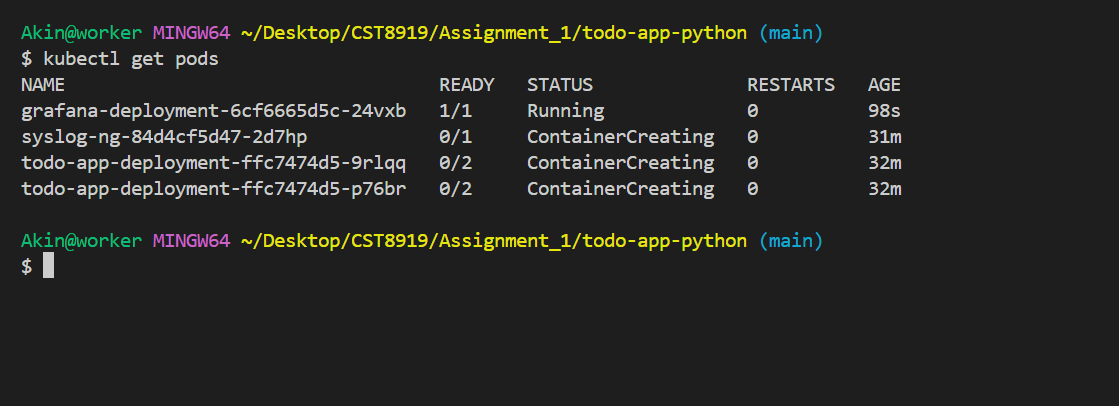 Akin@worker MINGW64 ~/Desktop/CST8919/Assignment_1/todo-app-python (main)
$ kubectl get pods
NAME READY STATUS RESTARTS AGE
grafana-deployment-6cf6665d5c-24vxb 1/1 Running 0 98s
syslog-ng-84d4cf5d47-2d7hp 0/1 ContainerCreating 0 31m
todo-app-deployment-ffc7474d5-9rlqq 0/2 ContainerCreating 0 32m
todo-app-deployment-ffc7474d5-p76br 0/2 ContainerCreating 0 32m
Akin@worker MINGW64 ~/Desktop/CST8919/Assignment_1/todo-app-python (main)
$